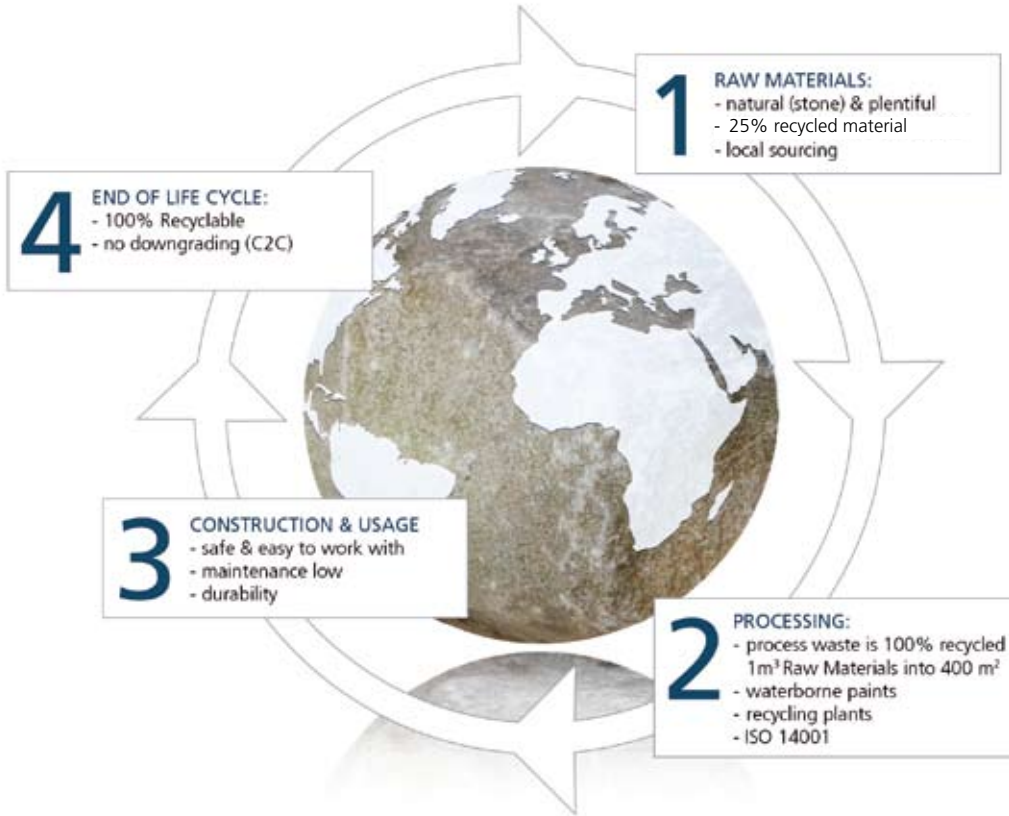 1
RAW MATERIALS:
- natural (stone) & plentiful
- 25% recycled material
- local sourcing
2
PROCESSING:
- process waste is 100% recycled
1m³ Raw Materials into 400 m²
- waterborne paints
- recycling plants
- ISO 14001
3
CONSTRUCTION & USAGE
- safe & easy to work with
- maintenance low
- durability
4
END OF LIFE CYCLE:
- 100% Recyclable
- no downgrading (C2C)